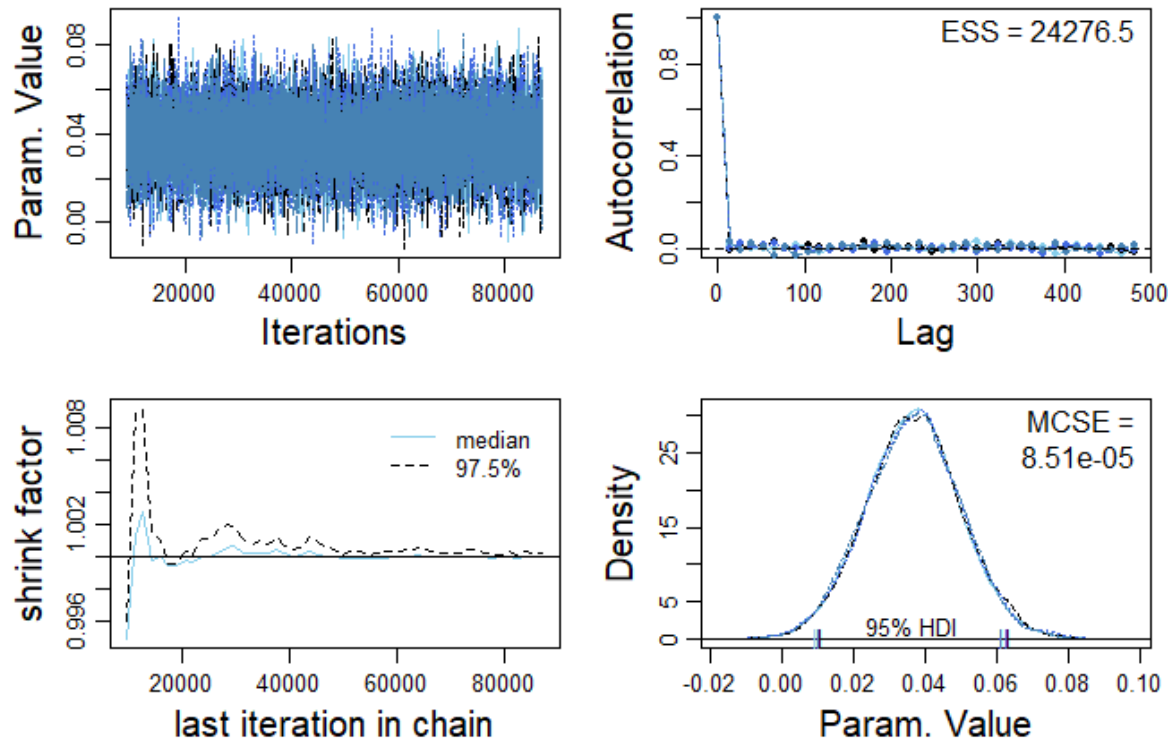 Param. Value
0.00 0.04 0.08
20000 40000 60000 80000
Iterations
Autocorrelation
0.0 0.4 0.8
ESS = 24276.5
0 100 200 300 400 500
Lag
shrink factor
0.996 1.002 1.008
median
97.5%
20000 40000 60000 80000
last iteration in chain
Density
0 5 15 25
MCSE =
8.51e-05
95% HDI
-0.02 0.00 0.02 0.04 0.06 0.08 0.10
Param. Value